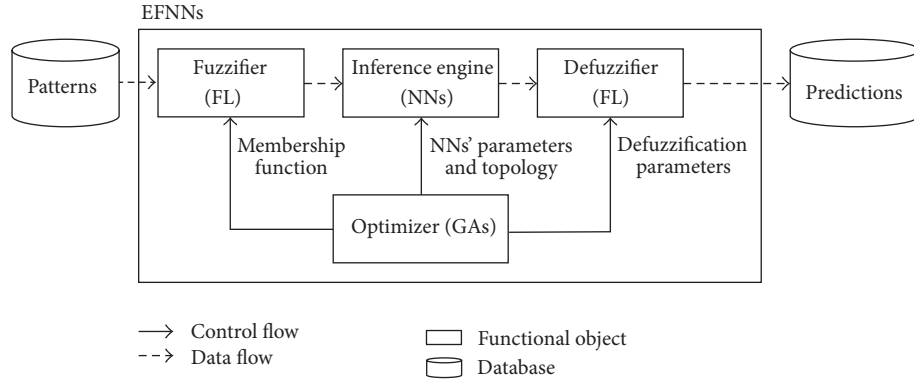 EFNNs
Patterns
Fuzzifier
(FL)
Inference engine
(NNs)
Defuzzifier
(FL)
Predictions
Membership
function
NNs' parameters
and topology
Defuzzification
parameters
Optimizer (GAs)
Control flow
Data flow
Functional object
Database